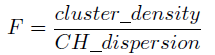 F = cluster_density / CH_dispersion